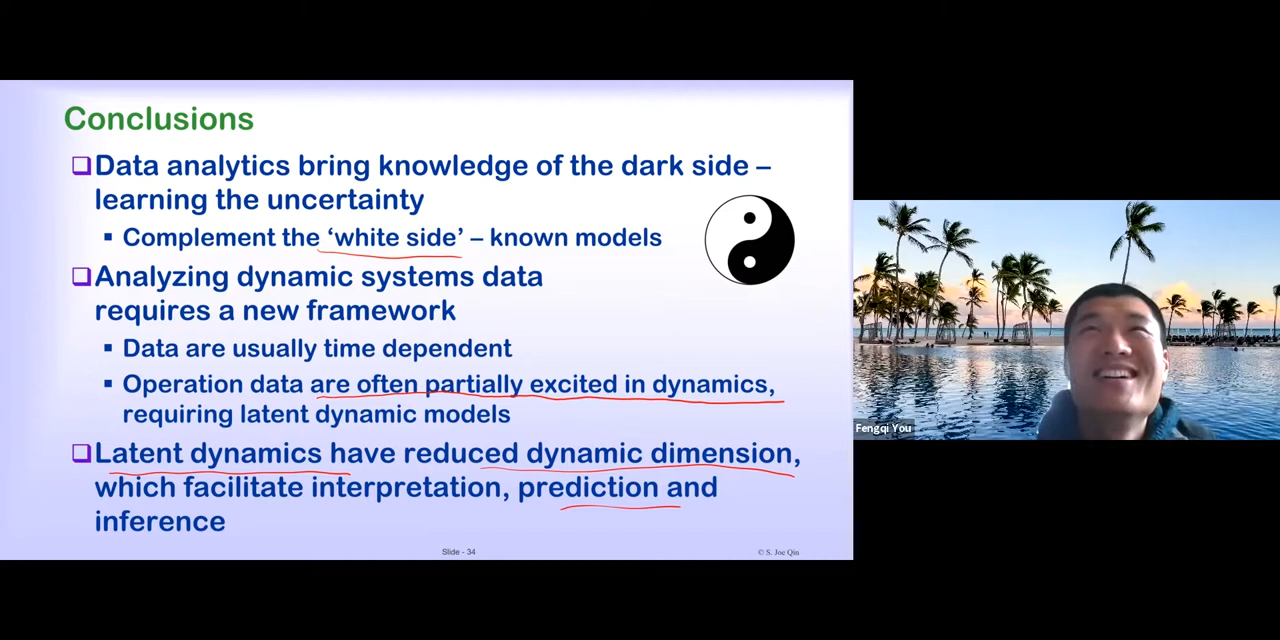 Conclusions
Data analytics bring knowledge of the dark side –
learning the uncertainty
Complement the ‘white side’ – known models
Analyzing dynamic systems data
requires a new framework
Data are usually time dependent
Operation data are often partially excited in dynamics,
requiring latent dynamic models
Latent dynamics have reduced dynamic dimension,
which facilitate interpretation, prediction and
inference
Slide - 34
© S. Joe Qin
Fengqi You